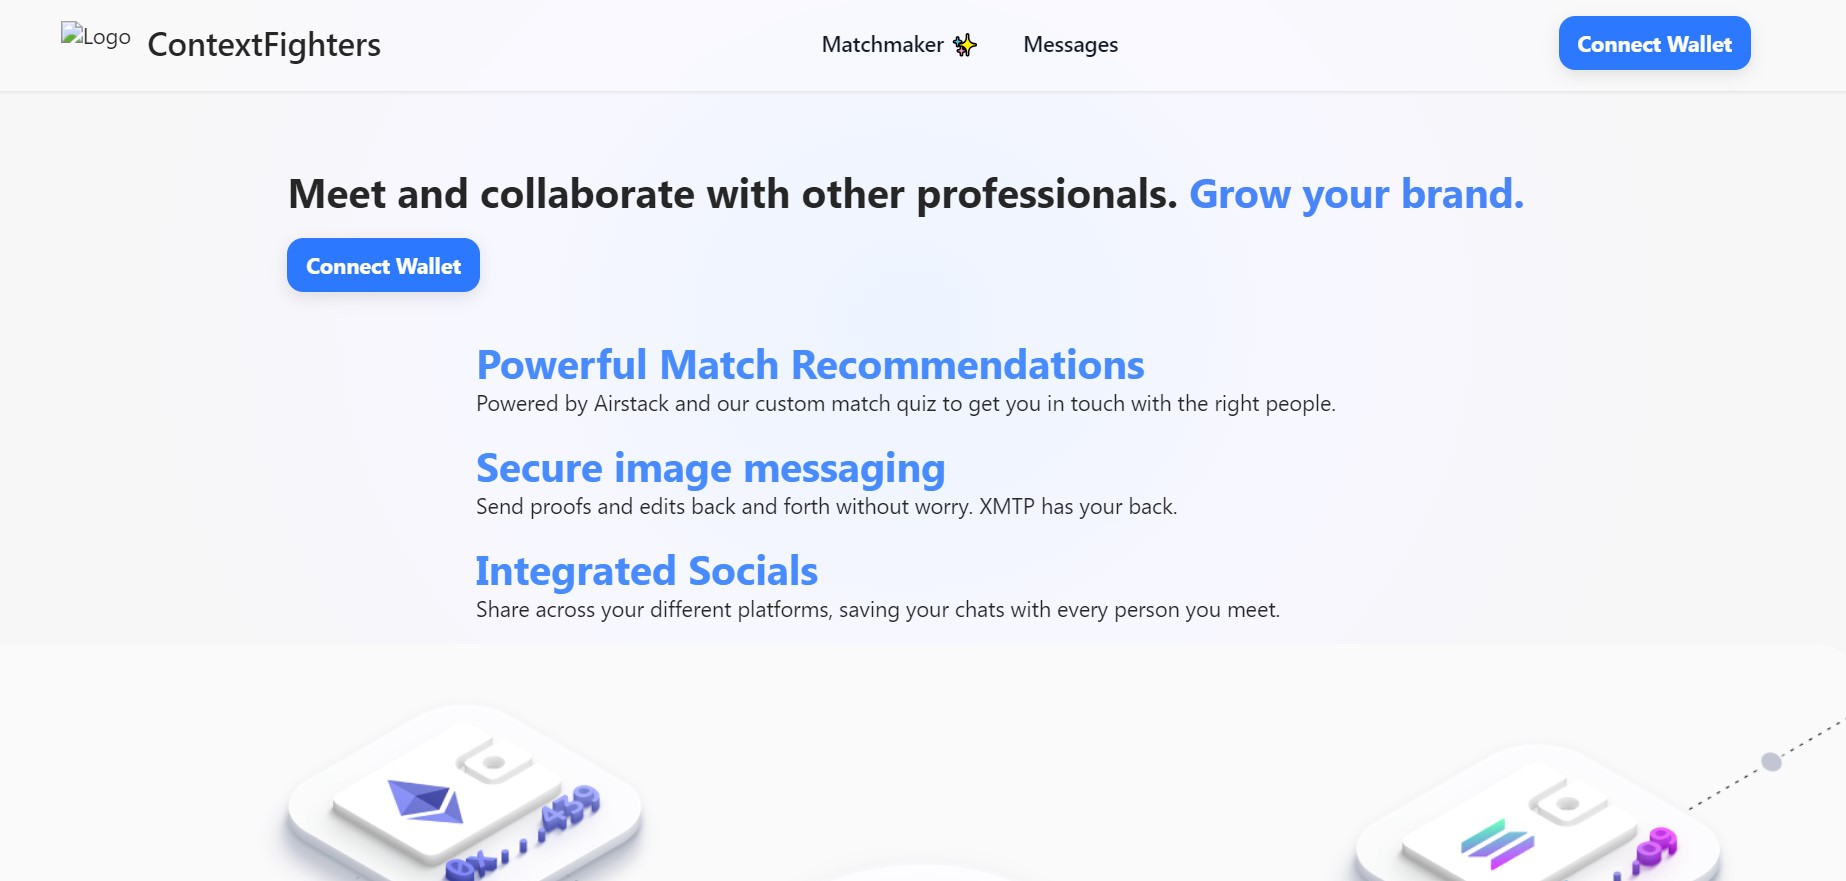 Logo
ContextFighters
Matchmaker ✨
Messages
Connect Wallet
Meet and collaborate with other professionals. Grow your brand.
Connect Wallet
Powerful Match Recommendations
Powered by Airstack and our custom match quiz to get you in touch with the right people.
Secure image messaging
Send proofs and edits back and forth without worry. XMTP has your back.
Integrated Socials
Share across your different platforms, saving your chats with every person you meet.
0x...459